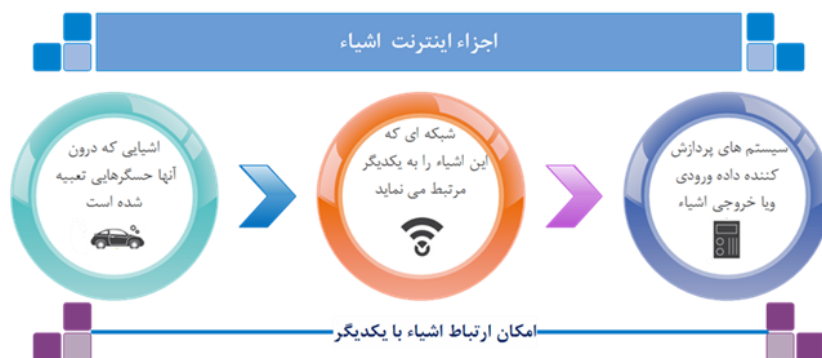 اجزاء اینترنت اشیاء
اشیایی که درون
آنها حسگرهایی تعبیه
شده است
شبکه ای که
این اشیاء را به یکدیگر
مرتبط می نماید
سیستم های پردازش
کننده داده ورودی
ویا خروجی اشیاء
امکان ارتباط اشیاء با یکدیگر